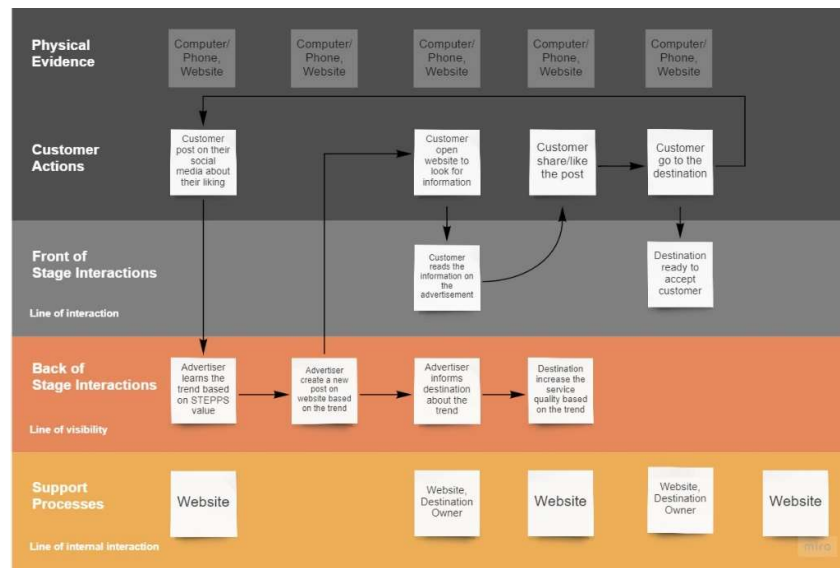 Physical
Evidence
Computer/
Phone,
Website
Computer/
Phone,
Website
Computer/
Phone,
Website
Computer/
Phone,
Website
Computer/
Phone,
Website
Customer
Actions
Customer
post on their
social
media about
their liking
Customer
open
website to
look for
information
Customer
share/like
the post
Customer
go to the
destination
Front of
Stage Interactions
Customer
reads the
information on
the
advertisement
Destination
ready to
accept
customer
Line of interaction
Back of
Stage Interactions
Advertiser
learns the
trend based
on STEPPS
value
Advertiser
create a new
post on
website based
on the trend
Advertiser
informs
destination
about the
trend
Destination
increase the
service
quality based
on the trend
Line of visibility
Support
Processes
Website
Website,
Destination
Owner
Website
Website,
Destination
Owner
Website
Line of internal interaction
miro